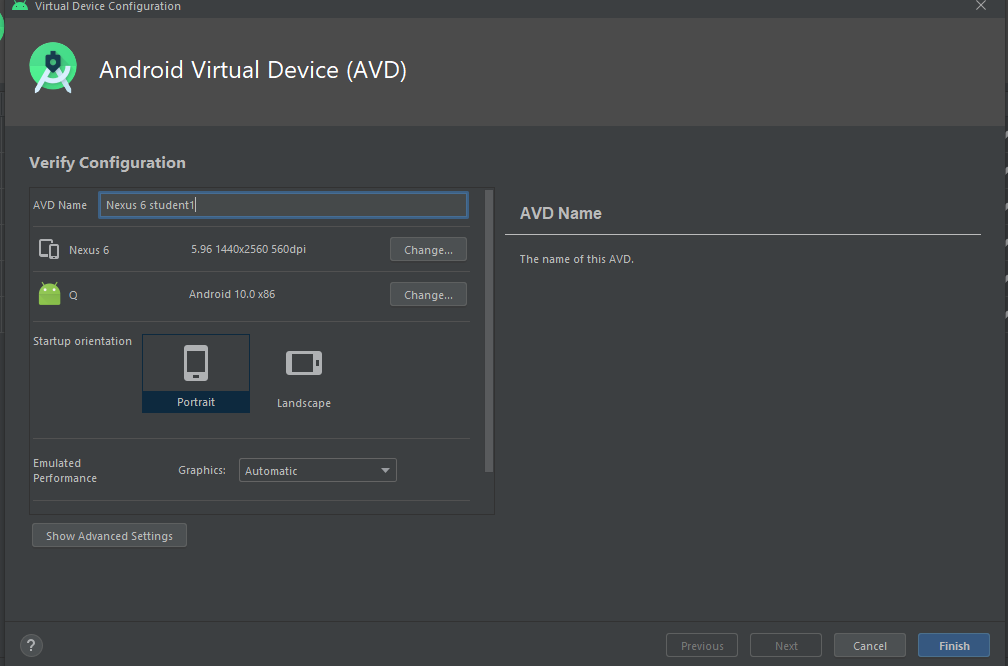 Virtual Device Configuration
Android Virtual Device (AVD)
Verify Configuration
AVD Name
Nexus 6 student1
Nexus 6
5.96 1440x2560 560dpi
Change...
Q
Android 10.0 x86
Change...
Startup orientation
Portrait
Landscape
Emulated
Performance
Graphics:
Automatic
Show Advanced Settings
AVD Name
The name of this AVD.
?
Previous
Next
Cancel
Finish